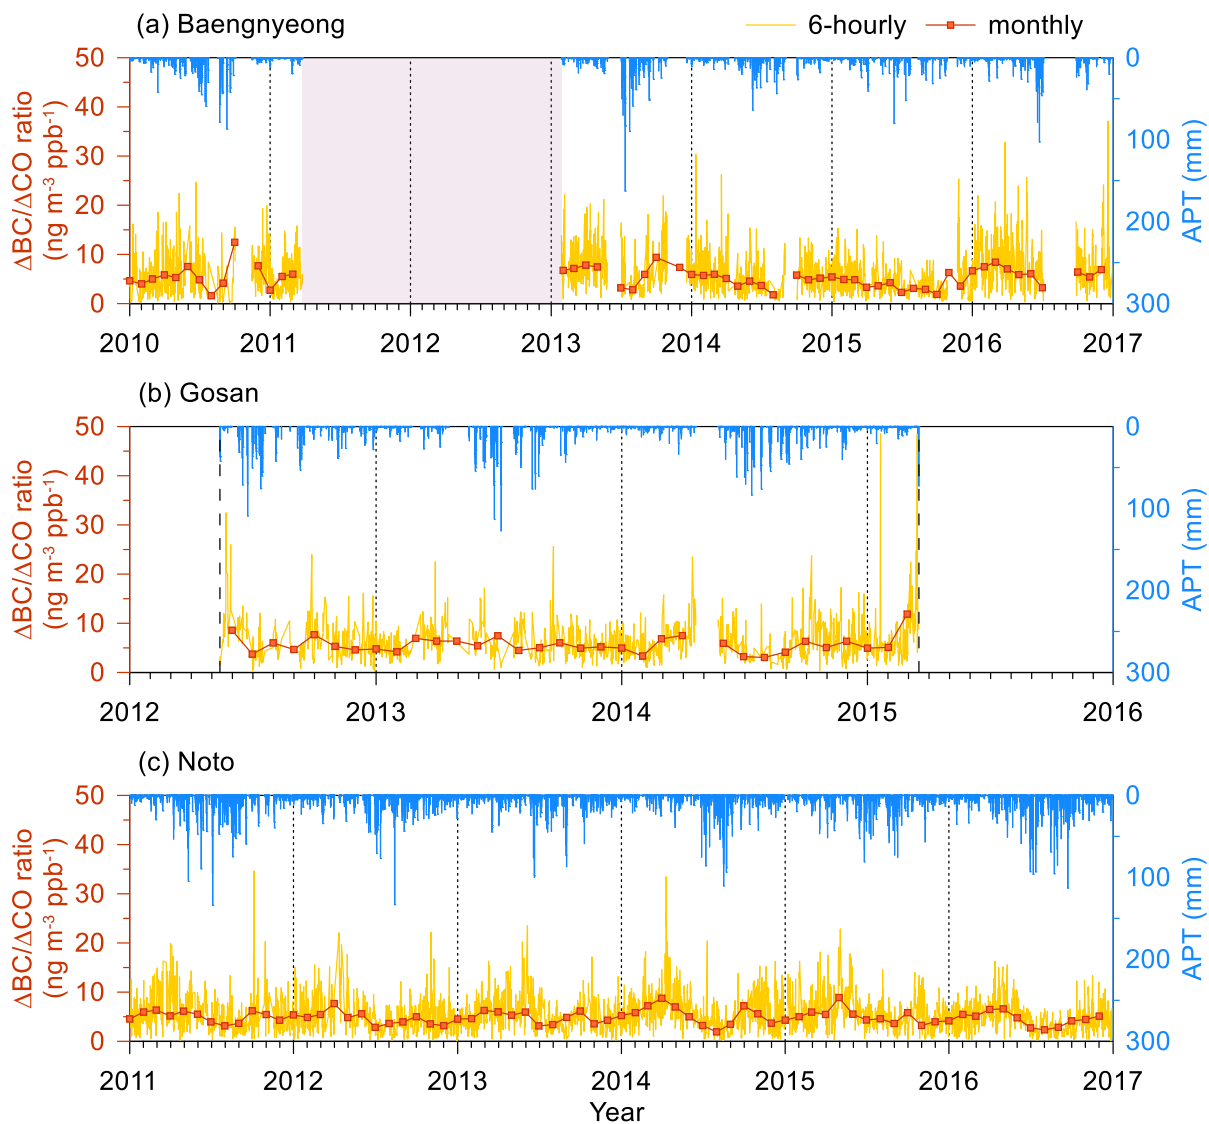 (a) Baengnyeong
6-hourly
monthly
50
40
30
20
10
0
ΔBC/ΔCO ratio
(ng m⁻³ ppb⁻¹)
0
100
200
300
APT (mm)
2010 2011 2012 2013 2014 2015 2016 2017
(b) Gosan
50
40
30
20
10
0
ΔBC/ΔCO ratio
(ng m⁻³ ppb⁻¹)
0
100
200
300
APT (mm)
2012 2013 2014 2015 2016
(c) Noto
50
40
30
20
10
0
ΔBC/ΔCO ratio
(ng m⁻³ ppb⁻¹)
0
100
200
300
APT (mm)
2011 2012 2013 2014 2015 2016 2017
Year